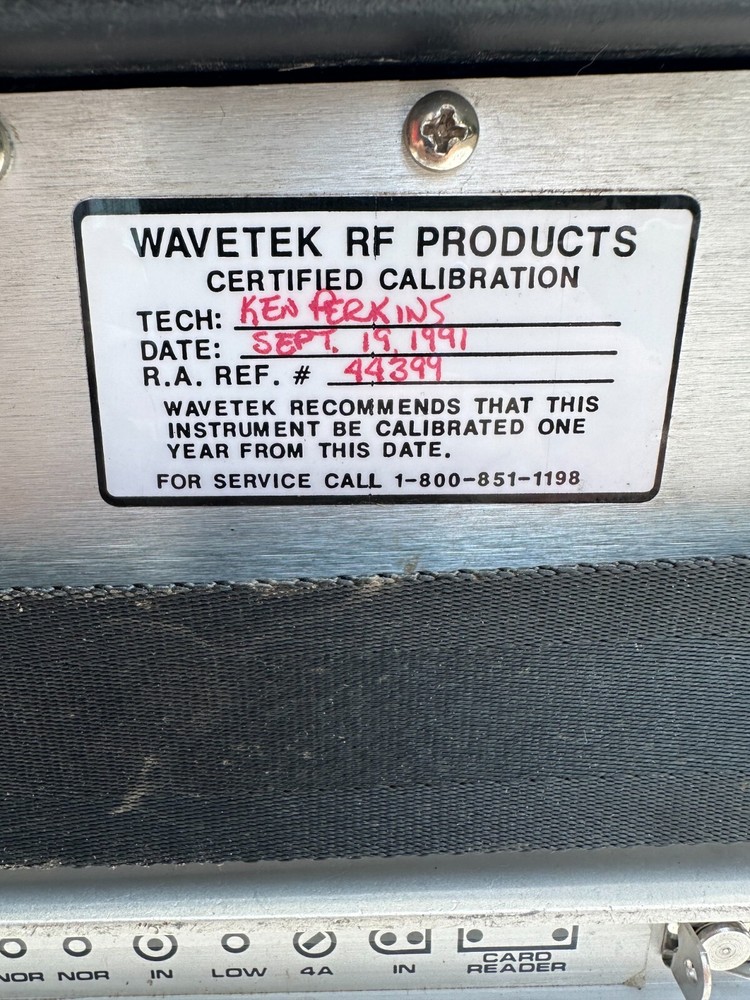 WAVETEK RF PRODUCTS
CERTIFIED CALIBRATION
TECH: KEN PERKINS
DATE: SEPT. 19, 1991
R.A. REF. # 44399
WAVETEK RECOMMENDS THAT THIS
INSTRUMENT BE CALIBRATED ONE
YEAR FROM THIS DATE.
FOR SERVICE CALL 1-800-851-1198
NOR NOR IN LOW 4A IN CARD
READER